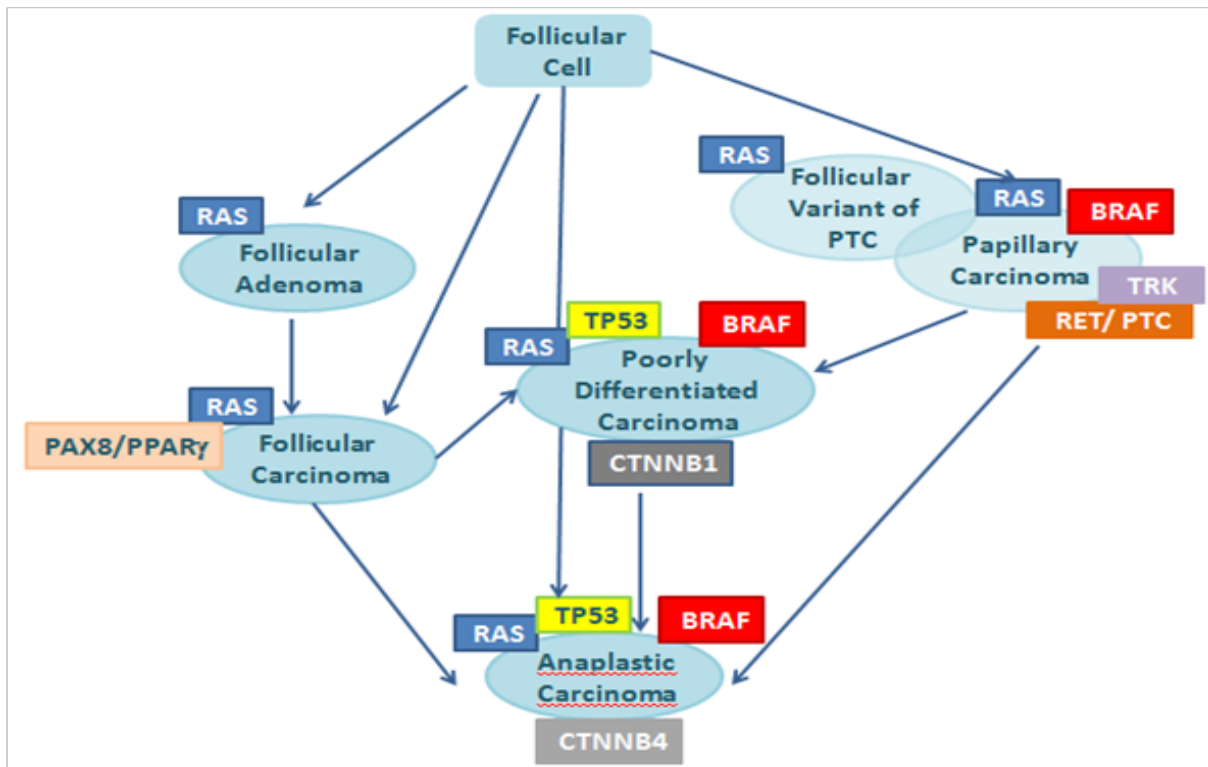 Follicular
Cell
RAS
Follicular
Variant of
PTC
RAS
BRAF
Papillary
Carcinoma
TRK
RET/ PTC
RAS
Follicular
Adenoma
TP53
BRAF
RAS
Poorly
Differentiated
Carcinoma
CTNNB1
RAS
PAX8/PPARγ
Follicular
Carcinoma
TP53
BRAF
RAS
Anaplastic
Carcinoma
CTNNB4